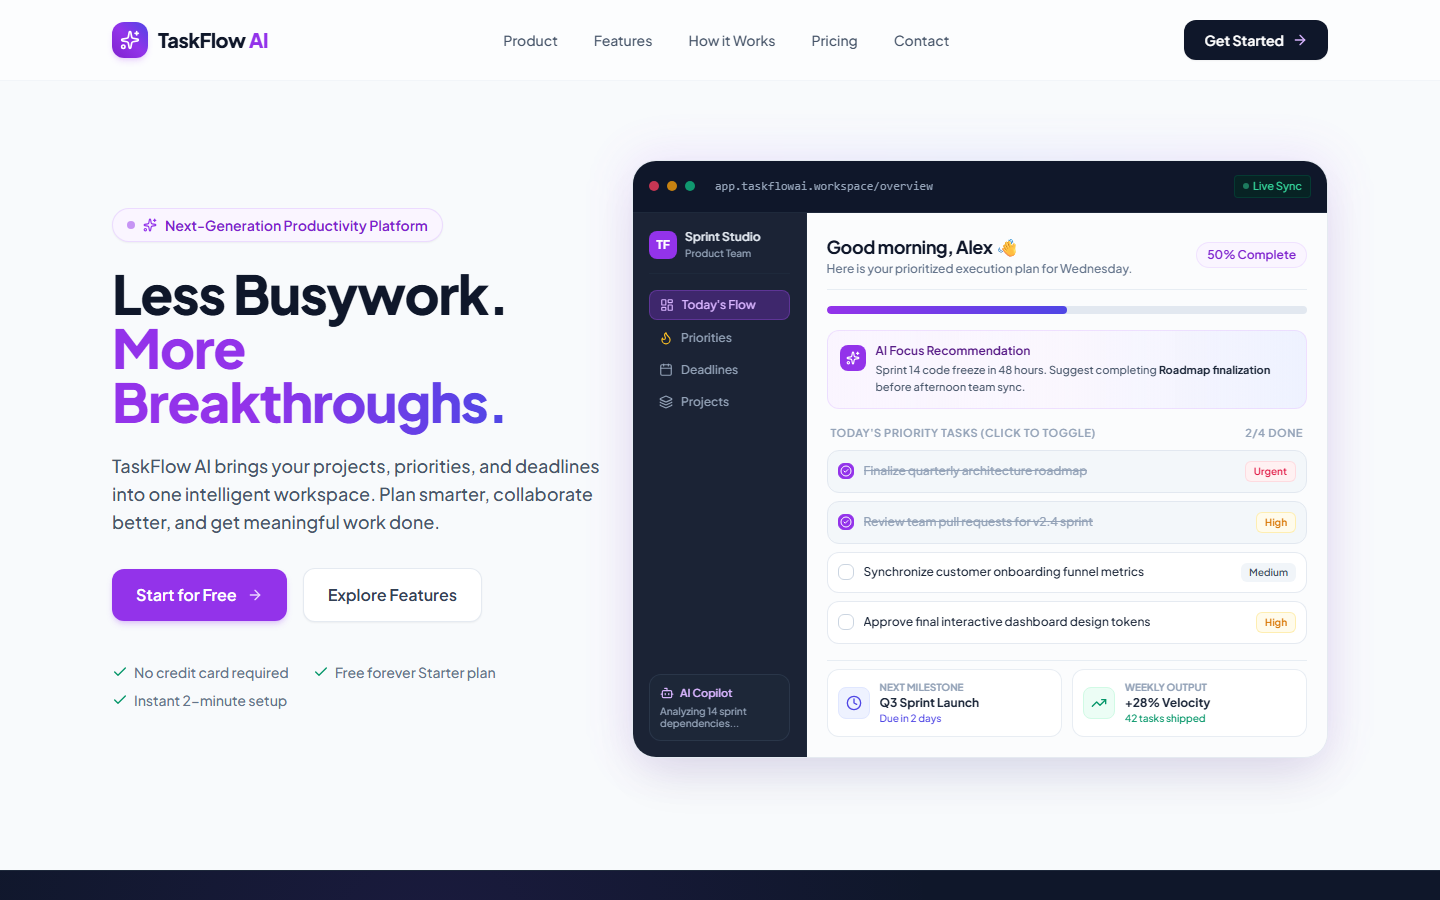 TaskFlow AI
Product
Features
How it Works
Pricing
Contact
Get Started
Next-Generation Productivity Platform
Less Busywork.
More
Breakthroughs.
TaskFlow AI brings your projects, priorities, and deadlines
into one intelligent workspace. Plan smarter, collaborate
better, and get meaningful work done.
Start for Free
Explore Features
No credit card required
Free forever Starter plan
Instant 2-minute setup
app.taskflowai.workspace/overview
Live Sync
TF
Sprint Studio
Product Team
Today's Flow
Priorities
Deadlines
Projects
AI Copilot
Analyzing 14 sprint
dependencies...
Good morning, Alex 👋
Here is your prioritized execution plan for Wednesday.
50% Complete
AI Focus Recommendation
Sprint 14 code freeze in 48 hours. Suggest completing Roadmap finalization
before afternoon team sync.
TODAY'S PRIORITY TASKS (CLICK TO TOGGLE)
2/4 DONE
Finalize quarterly architecture roadmap
Urgent
Review team pull requests for v2.4 sprint
High
Synchronize customer onboarding funnel metrics
Medium
Approve final interactive dashboard design tokens
High
NEXT MILESTONE
Q3 Sprint Launch
Due in 2 days
WEEKLY OUTPUT
+28% Velocity
42 tasks shipped